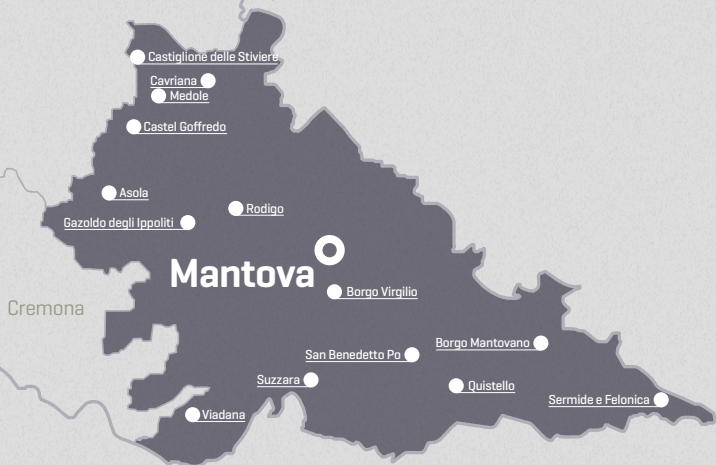 Castiglione delle Stiviere
Cavriana
Medole
Castel Goffredo
Asola
Rodigo
Gazoldo degli Ippoliti
Mantova
Borgo Virgilio
Cremona
Borgo Mantovano
San Benedetto Po
Suzzara
Quistello
Sermide e Felonica
Viadana